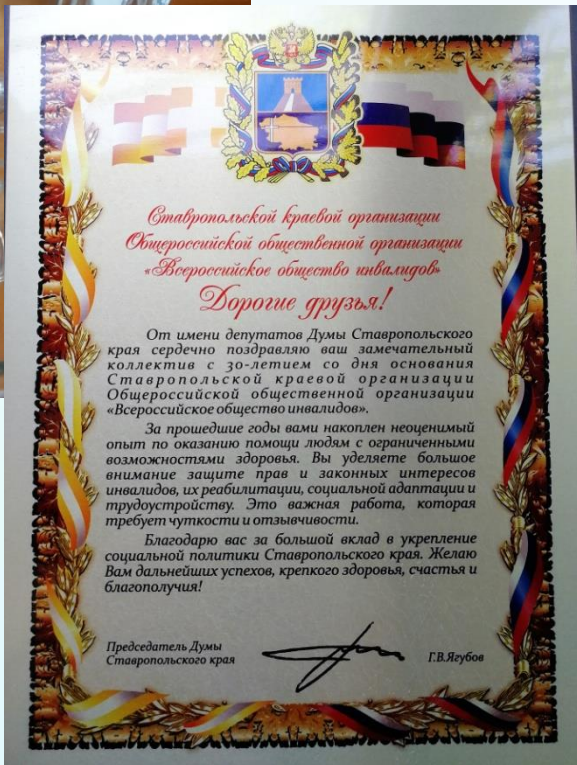 Ставропольской краевой организации
Общероссийской общественной организации
«Всероссийское общество инвалидов»
Дорогие друзья!
От имени депутатов Думы Ставропольского
края сердечно поздравляю ваш замечательный
коллектив с 30-летием со дня основания
Ставропольской краевой организации
Общероссийской общественной организации
«Всероссийское общество инвалидов».
За прошедшие годы вами накоплен неоценимый
опыт по оказанию помощи людям с ограниченными
возможностями здоровья. Вы уделяете большое
внимание защите прав и законных интересов
инвалидов, их реабилитации, социальной адаптации и
трудоустройству. Это важная работа, которая
требует чуткости и отзывчивости.
Благодарю вас за большой вклад в укрепление
социальной политики Ставропольского края. Желаю
Вам дальнейших успехов, крепкого здоровья, счастья и
благополучия!
Председатель Думы
Ставропольского края
Г.В.Ягубов